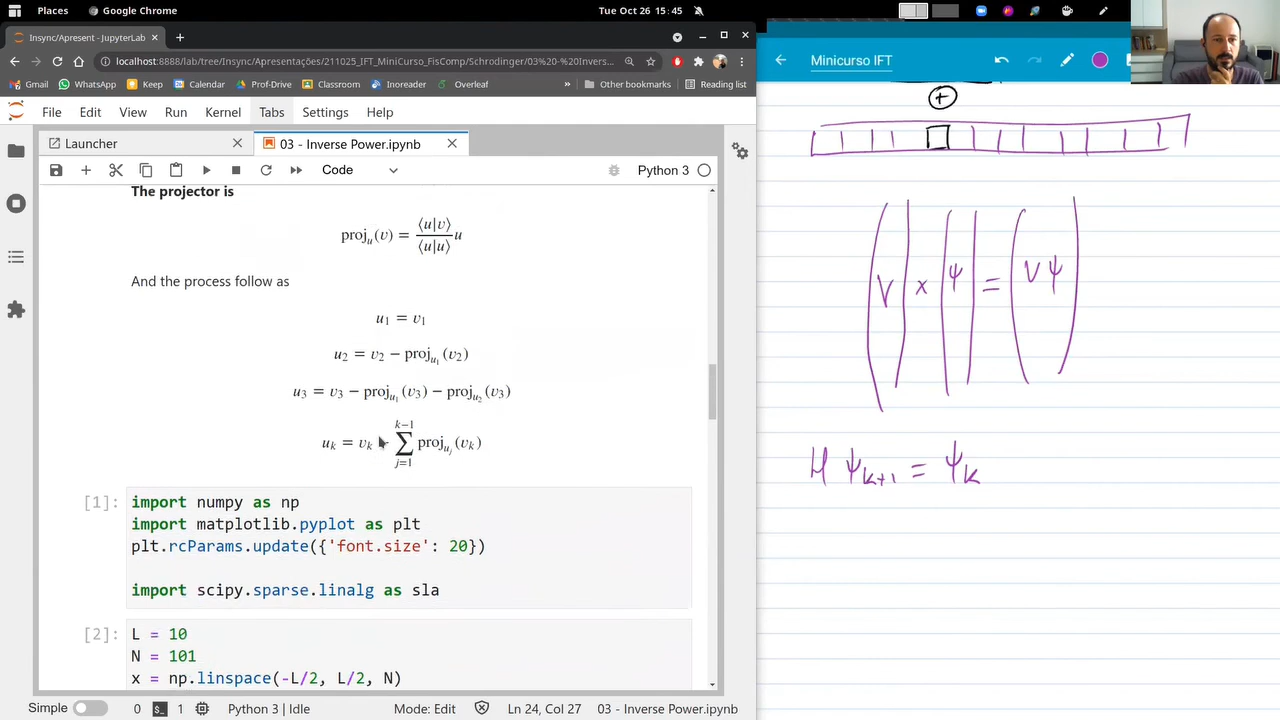 Places
Google Chrome
Tue Oct 26 15:45
Insync/Apresent - JupyterLab
localhost:8888/lab/tree/Insync/Apresentações/211025_IFT_MiniCurso_FisComp/Schrodinger/03%20-%20Invers...
Gmail WhatsApp Keep Calendar Prof-Drive Classroom Inoreader Overleaf » Other bookmarks Reading list
File Edit View Run Kernel Tabs Settings Help
Launcher
03 - Inverse Power.ipynb
Code
Python 3
The projector is
proj_u(v) = ⟨u|v⟩/⟨u|u⟩ u
And the process follow as
u_1 = v_1
u_2 = v_2 − proj_{u_1}(v_2)
u_3 = v_3 − proj_{u_1}(v_3) − proj_{u_2}(v_3)
u_k = v_k − ∑_{j=1}^{k−1} proj_{u_j}(v_k)
[1]: import numpy as np
import matplotlib.pyplot as plt
plt.rcParams.update({'font.size': 20})
import scipy.sparse.linalg as sla
[2]: L = 10
N = 101
x = np.linspace(-L/2, L/2, N)
Simple 0 1 Python 3 | Idle Mode: Edit Ln 24, Col 27 03 - Inverse Power.ipynb
Minicurso IFT
+
(V) × (ψ) = (Vψ)
H ψ_{k+1} = ψ_k